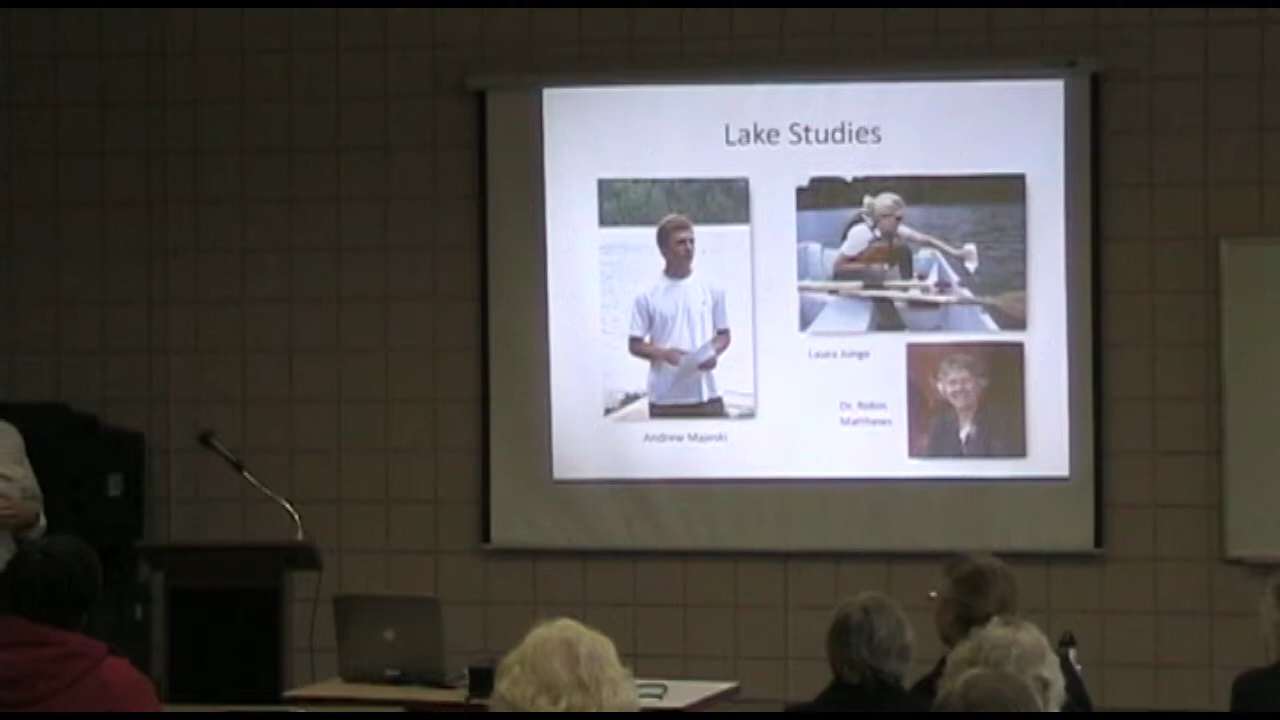 Lake Studies
Laura Junge
Dr. Robin
Matthews
Andrew Majeski